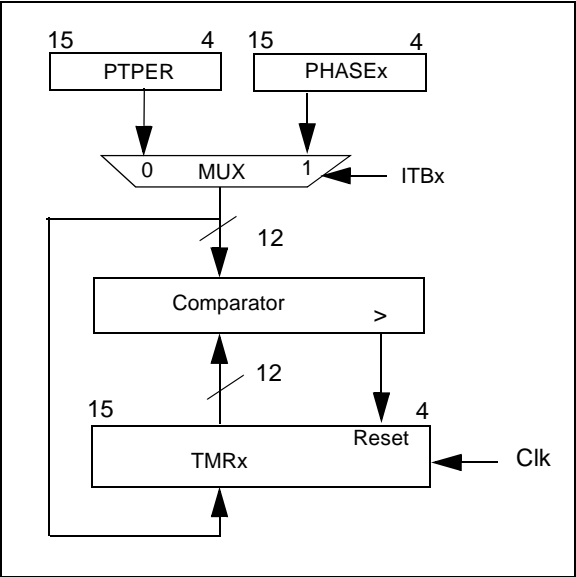 15 4 15 4
PTPER PHASEx
0 MUX 1
ITBx
12
Comparator
>
12
15 4
Reset
TMRx
Clk